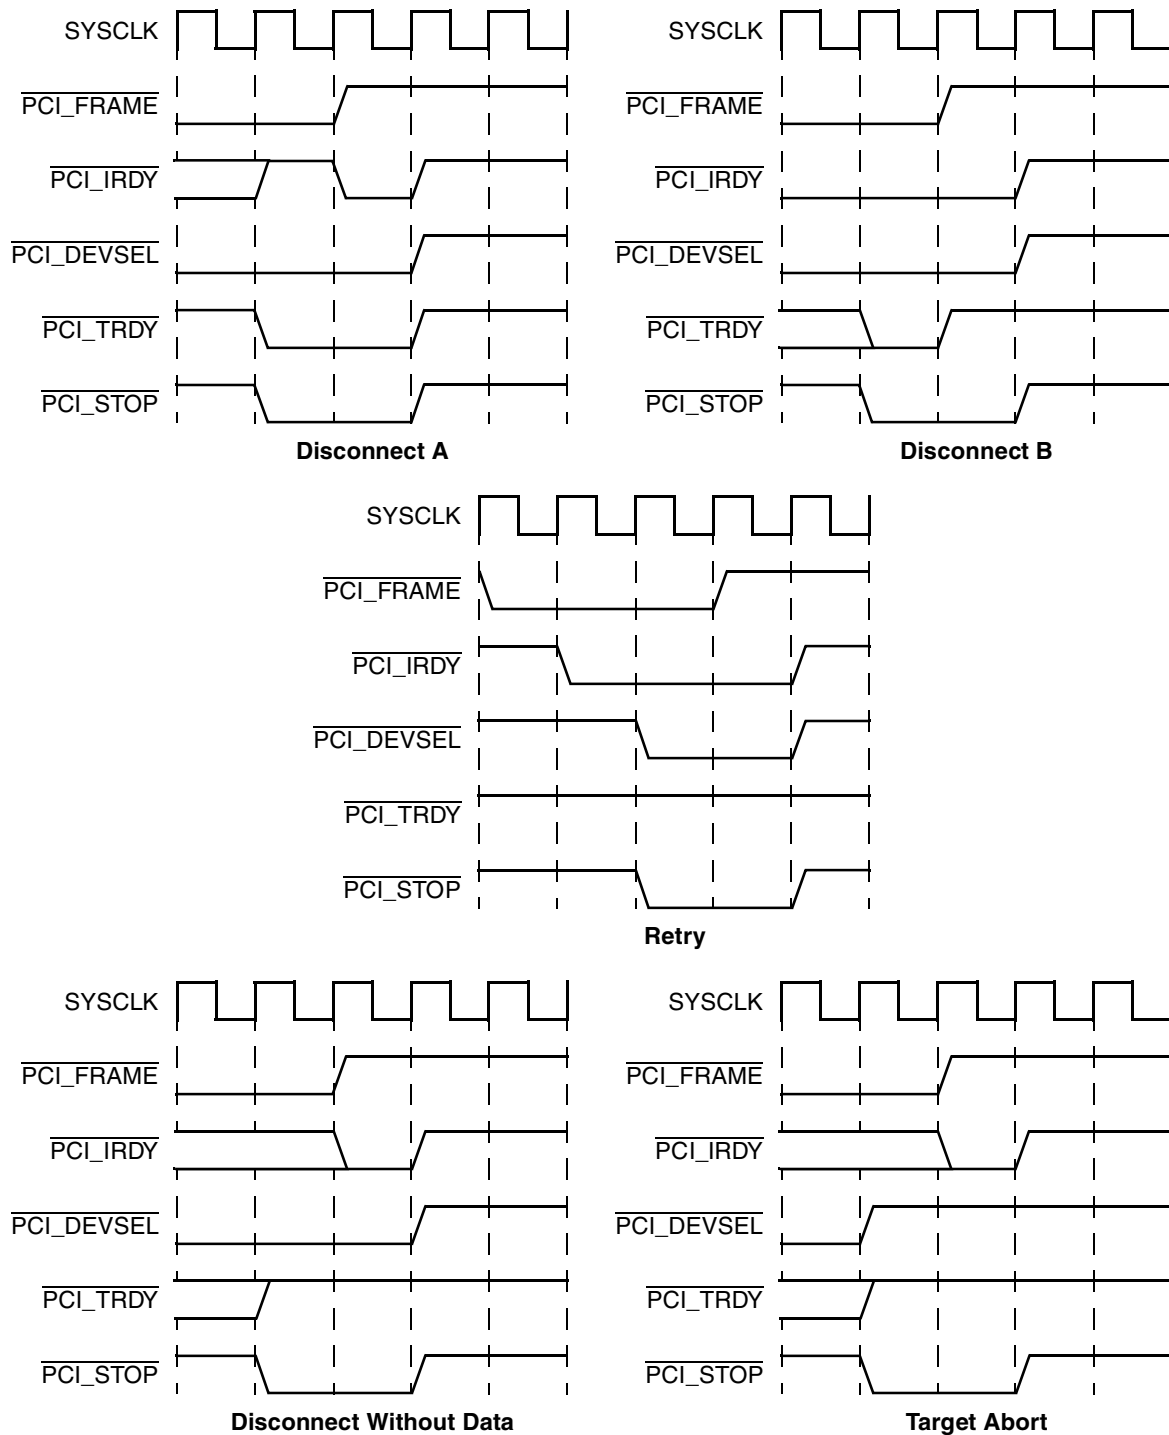 SYSCLK
PCI_FRAME
PCI_IRDY
PCI_DEVSEL
PCI_TRDY
PCI_STOP
Disconnect A
SYSCLK
PCI_FRAME
PCI_IRDY
PCI_DEVSEL
PCI_TRDY
PCI_STOP
Disconnect B
SYSCLK
PCI_FRAME
PCI_IRDY
PCI_DEVSEL
PCI_TRDY
PCI_STOP
Retry
SYSCLK
PCI_FRAME
PCI_IRDY
PCI_DEVSEL
PCI_TRDY
PCI_STOP
Disconnect Without Data
SYSCLK
PCI_FRAME
PCI_IRDY
PCI_DEVSEL
PCI_TRDY
PCI_STOP
Target Abort